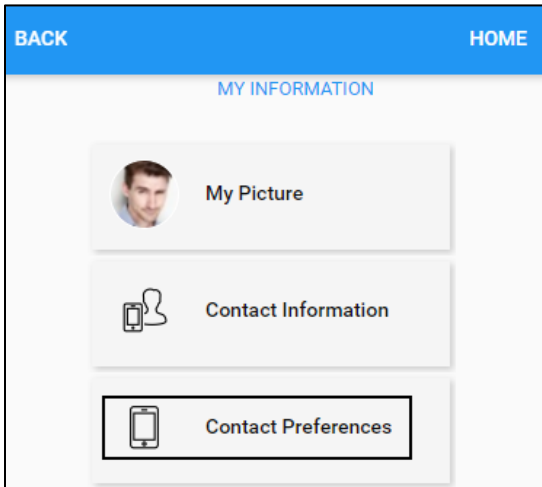 BACK HOME
MY INFORMATION
My Picture
Contact Information
Contact Preferences